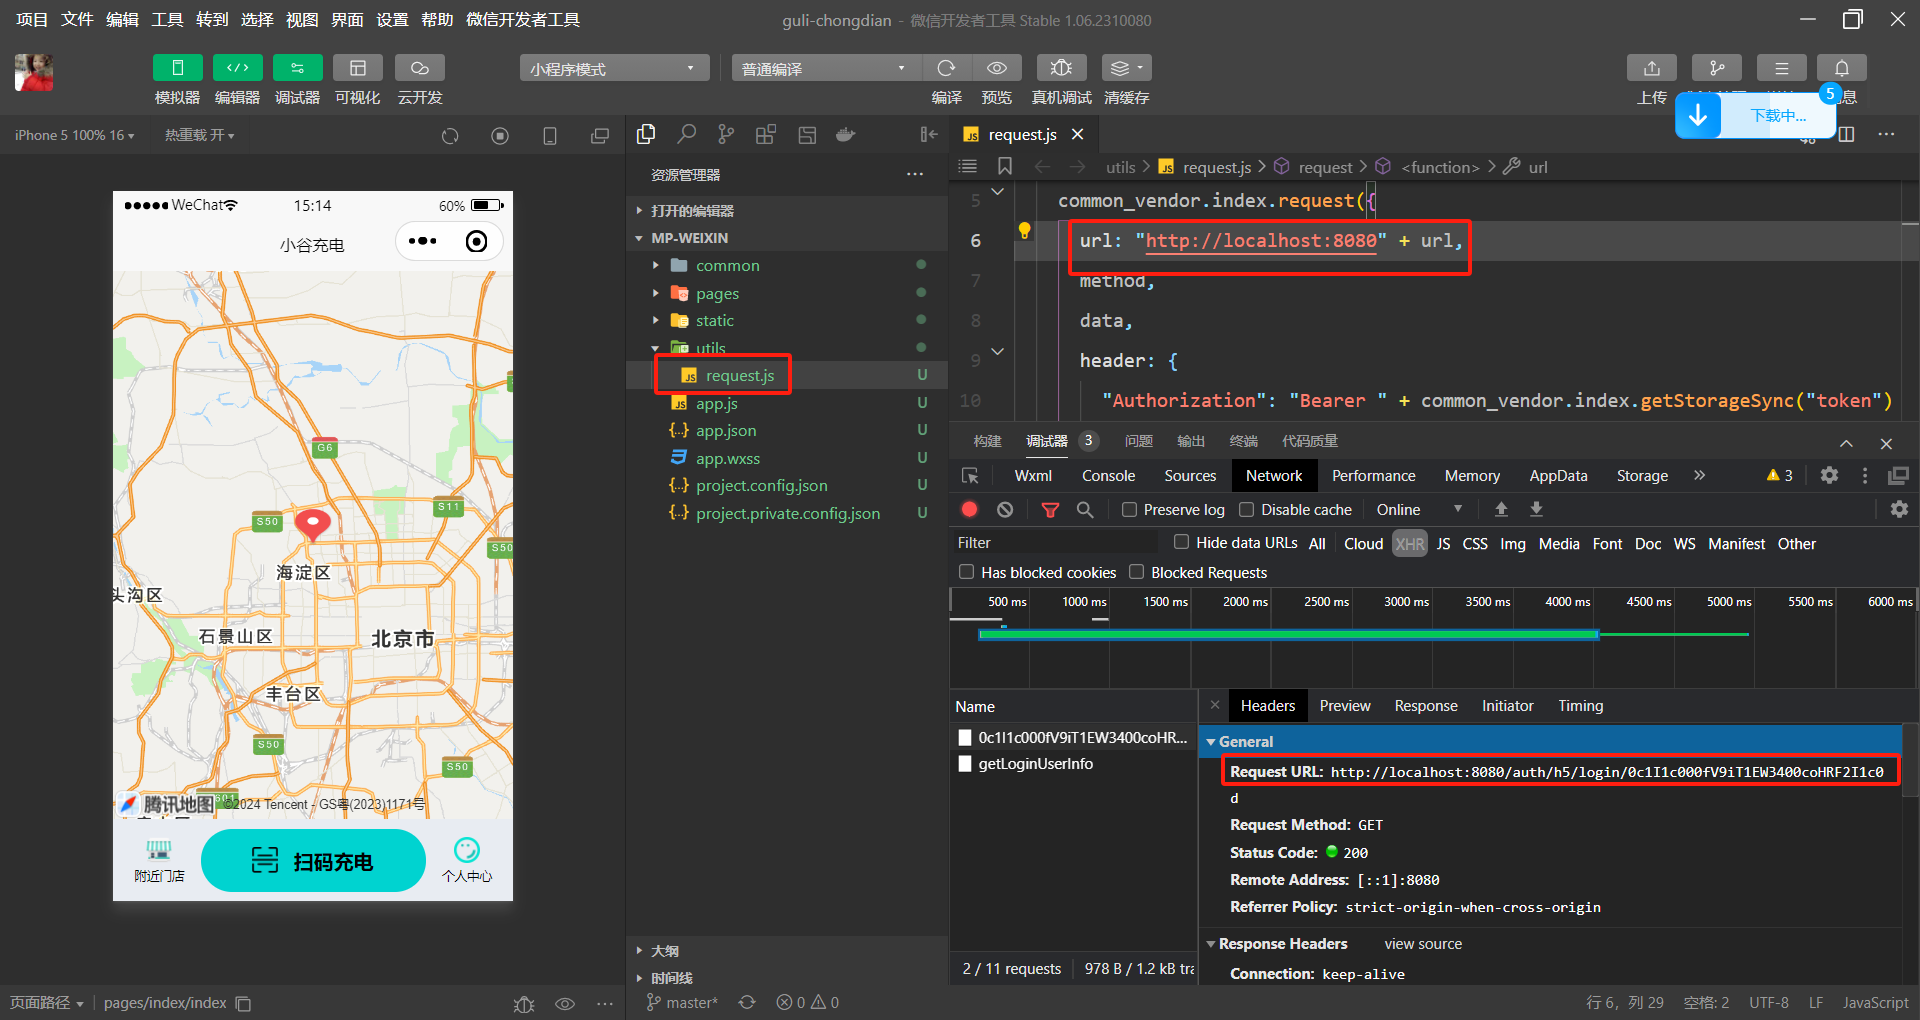 项目 文件 编辑 工具 转到 选择 视图 界面 设置 帮助 微信开发者工具
guli-chongdian - 微信开发者工具 Stable 1.06.2310080
小程序模式
普通编译
模拟器 编辑器 调试器 可视化 云开发
编译 预览 真机调试 清缓存
上传
息
5
下载中...
iPhone 5 100% 16
热重载 开
WeChat
15:14
60%
小谷充电
G6
S50
S11
S50
海淀区
头沟区
石景山区
北京市
丰台区
S50
S50
S501
腾讯地图
©2024 Tencent - GS粤(2023)1171号
附近门店
扫码充电
个人中心
资源管理器
打开的编辑器
MP-WEIXIN
common
pages
static
utils
request.js U
app.js U
app.json U
app.wxss U
project.config.json U
project.private.config.json U
大纲
时间线
request.js
utils > request.js > request > <function> > url
5 common_vendor.index.request({
6 url: "http://localhost:8080" + url,
7 method,
8 data,
9 header: {
10 "Authorization": "Bearer " + common_vendor.index.getStorageSync("token")
构建 调试器 3 问题 输出 终端 代码质量
Wxml Console Sources Network Performance Memory AppData Storage » 3
Preserve log Disable cache Online
Filter Hide data URLs All Cloud XHR JS CSS Img Media Font Doc WS Manifest Other
Has blocked cookies Blocked Requests
500 ms 1000 ms 1500 ms 2000 ms 2500 ms 3000 ms 3500 ms 4000 ms 4500 ms 5000 ms 5500 ms 6000 ms
Name
0c1I1c000fV9iT1EW3400coHR...
getLoginUserInfo
2 / 11 requests 978 B / 1.2 kB tra
Headers Preview Response Initiator Timing
General
Request URL: http://localhost:8080/auth/h5/login/0c1I1c000fV9iT1EW3400coHRF2I1c0
d
Request Method: GET
Status Code: 200
Remote Address: [::1]:8080
Referrer Policy: strict-origin-when-cross-origin
Response Headers view source
Connection: keep-alive
页面路径 pages/index/index
master* 0 0
行 6，列 29 空格: 2 UTF-8 LF JavaScript